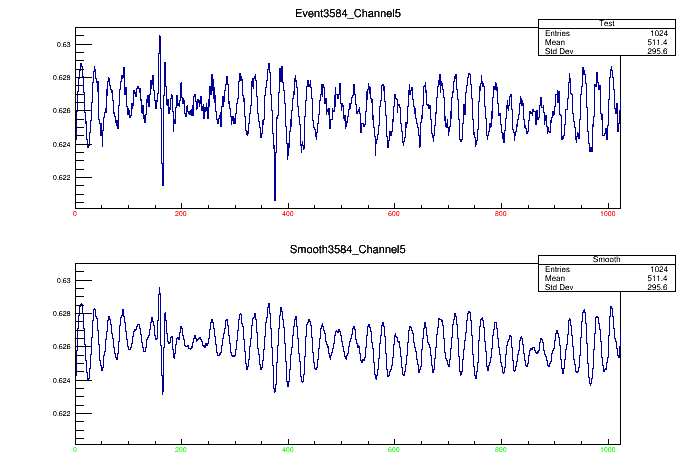 Event3584_Channel5
Test
Entries 1024
Mean 511.4
Std Dev 295.6
0.63
0.628
0.626
0.624
0.622
0 200 400 600 800 1000
Smooth3584_Channel5
Smooth
Entries 1024
Mean 511.4
Std Dev 295.6
0.63
0.628
0.626
0.624
0.622
0 200 400 600 800 1000